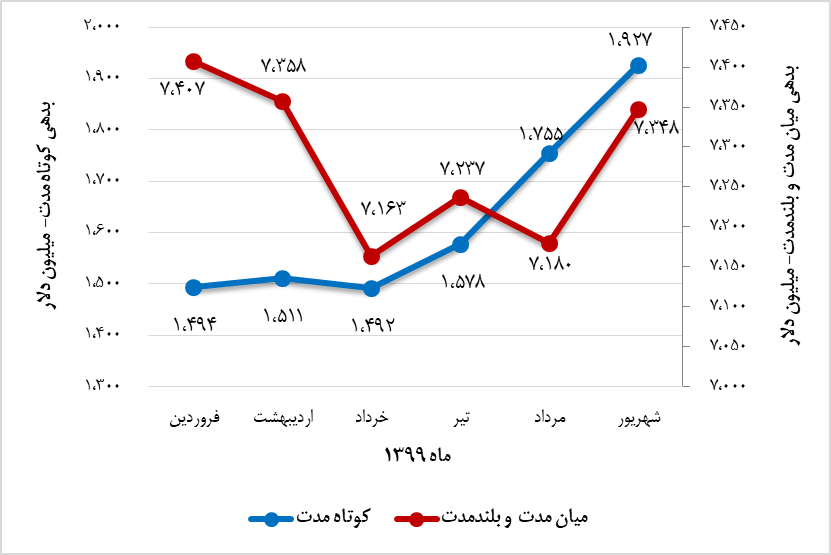 بدهی کوتاه مدت- میلیون دلار
۲،۰۰۰
۱،۹۰۰
۱،۸۰۰
۱،۷۰۰
۱،۶۰۰
۱،۵۰۰
۱،۴۰۰
۱،۳۰۰
بدهی میان مدت و بلندمدت- میلیون دلار
۷،۴۵۰
۷،۴۰۰
۷،۳۵۰
۷،۳۰۰
۷،۲۵۰
۷،۲۰۰
۷،۱۵۰
۷،۱۰۰
۷،۰۵۰
۷،۰۰۰
۷،۴۰۷
۷،۳۵۸
۷،۱۶۳
۷،۲۳۷
۷،۱۸۰
۷،۳۴۸
۱،۴۹۴
۱،۵۱۱
۱،۴۹۲
۱،۵۷۸
۱،۷۵۵
۱،۹۲۷
فروردین
اردیبهشت
خرداد
تیر
مرداد
شهریور
ماه ۱۳۹۹
کوتاه مدت
میان مدت و بلندمدت